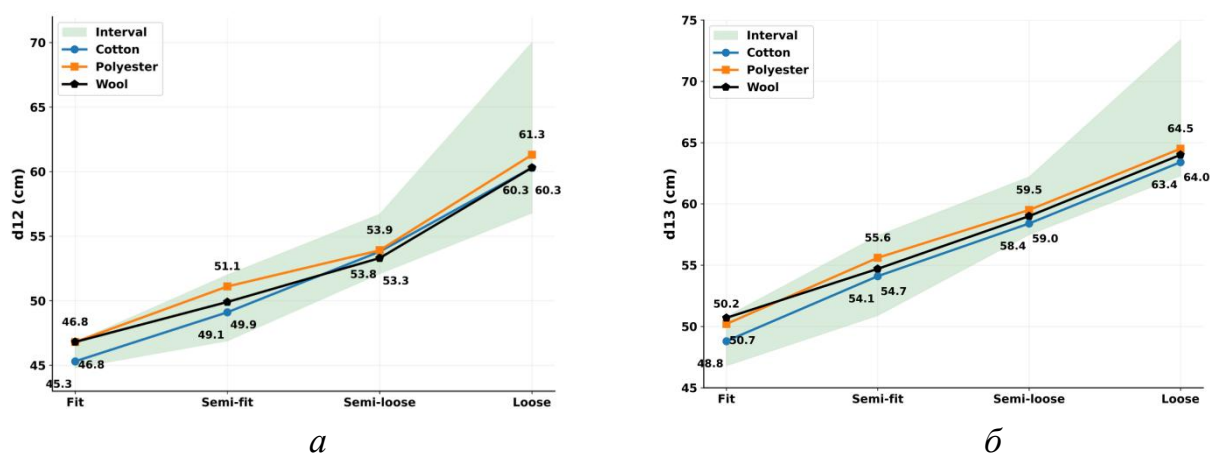 Interval
Cotton
Polyester
Wool
d12 (cm)
70
65
60
55
50
45
61.3
60.3 60.3
53.9
53.8 53.3
51.1
49.1 49.9
46.8
46.8
45.3
Fit Semi-fit Semi-loose Loose
а
Interval
Cotton
Polyester
Wool
d13 (cm)
75
70
65
60
55
50
45
64.5
63.4 64.0
59.5
58.4 59.0
55.6
54.1 54.7
50.2
50.7
48.8
Fit Semi-fit Semi-loose Loose
б